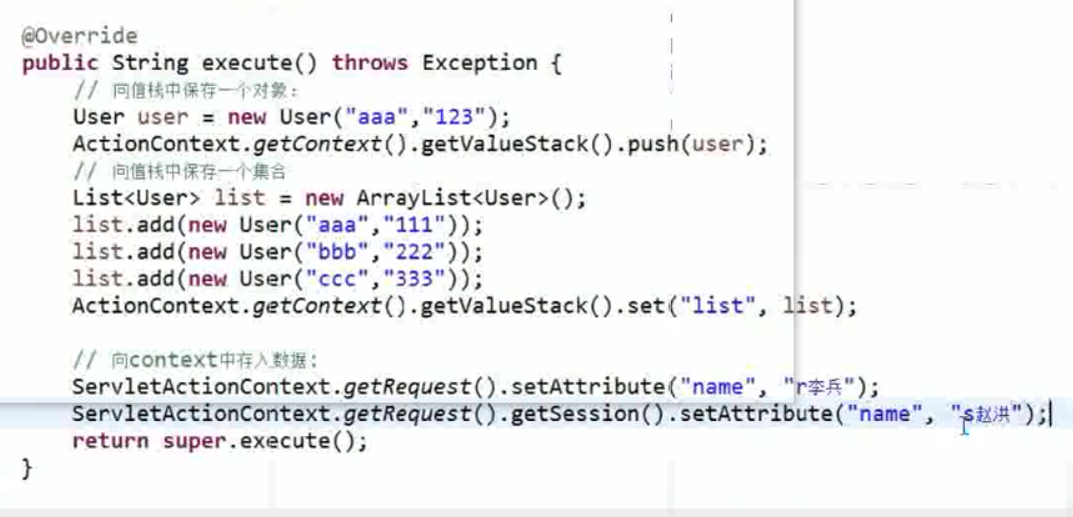 @Override
public String execute() throws Exception {
// 向值栈中保存一个对象:
User user = new User("aaa","123");
ActionContext.getContext().getValueStack().push(user);
// 向值栈中保存一个集合
List<User> list = new ArrayList<User>();
list.add(new User("aaa","111"));
list.add(new User("bbb","222"));
list.add(new User("ccc","333"));
ActionContext.getContext().getValueStack().set("list", list);
// 向context中存入数据:
ServletActionContext.getRequest().setAttribute("name", "r李兵");
ServletActionContext.getRequest().getSession().setAttribute("name", "s赵洪");
return super.execute();
}